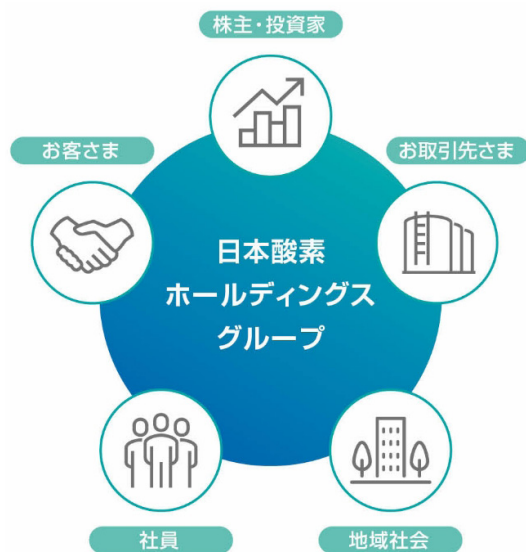 株主・投資家
お客さま
お取引先さま
日本酸素
ホールディングス
グループ
社員
地域社会